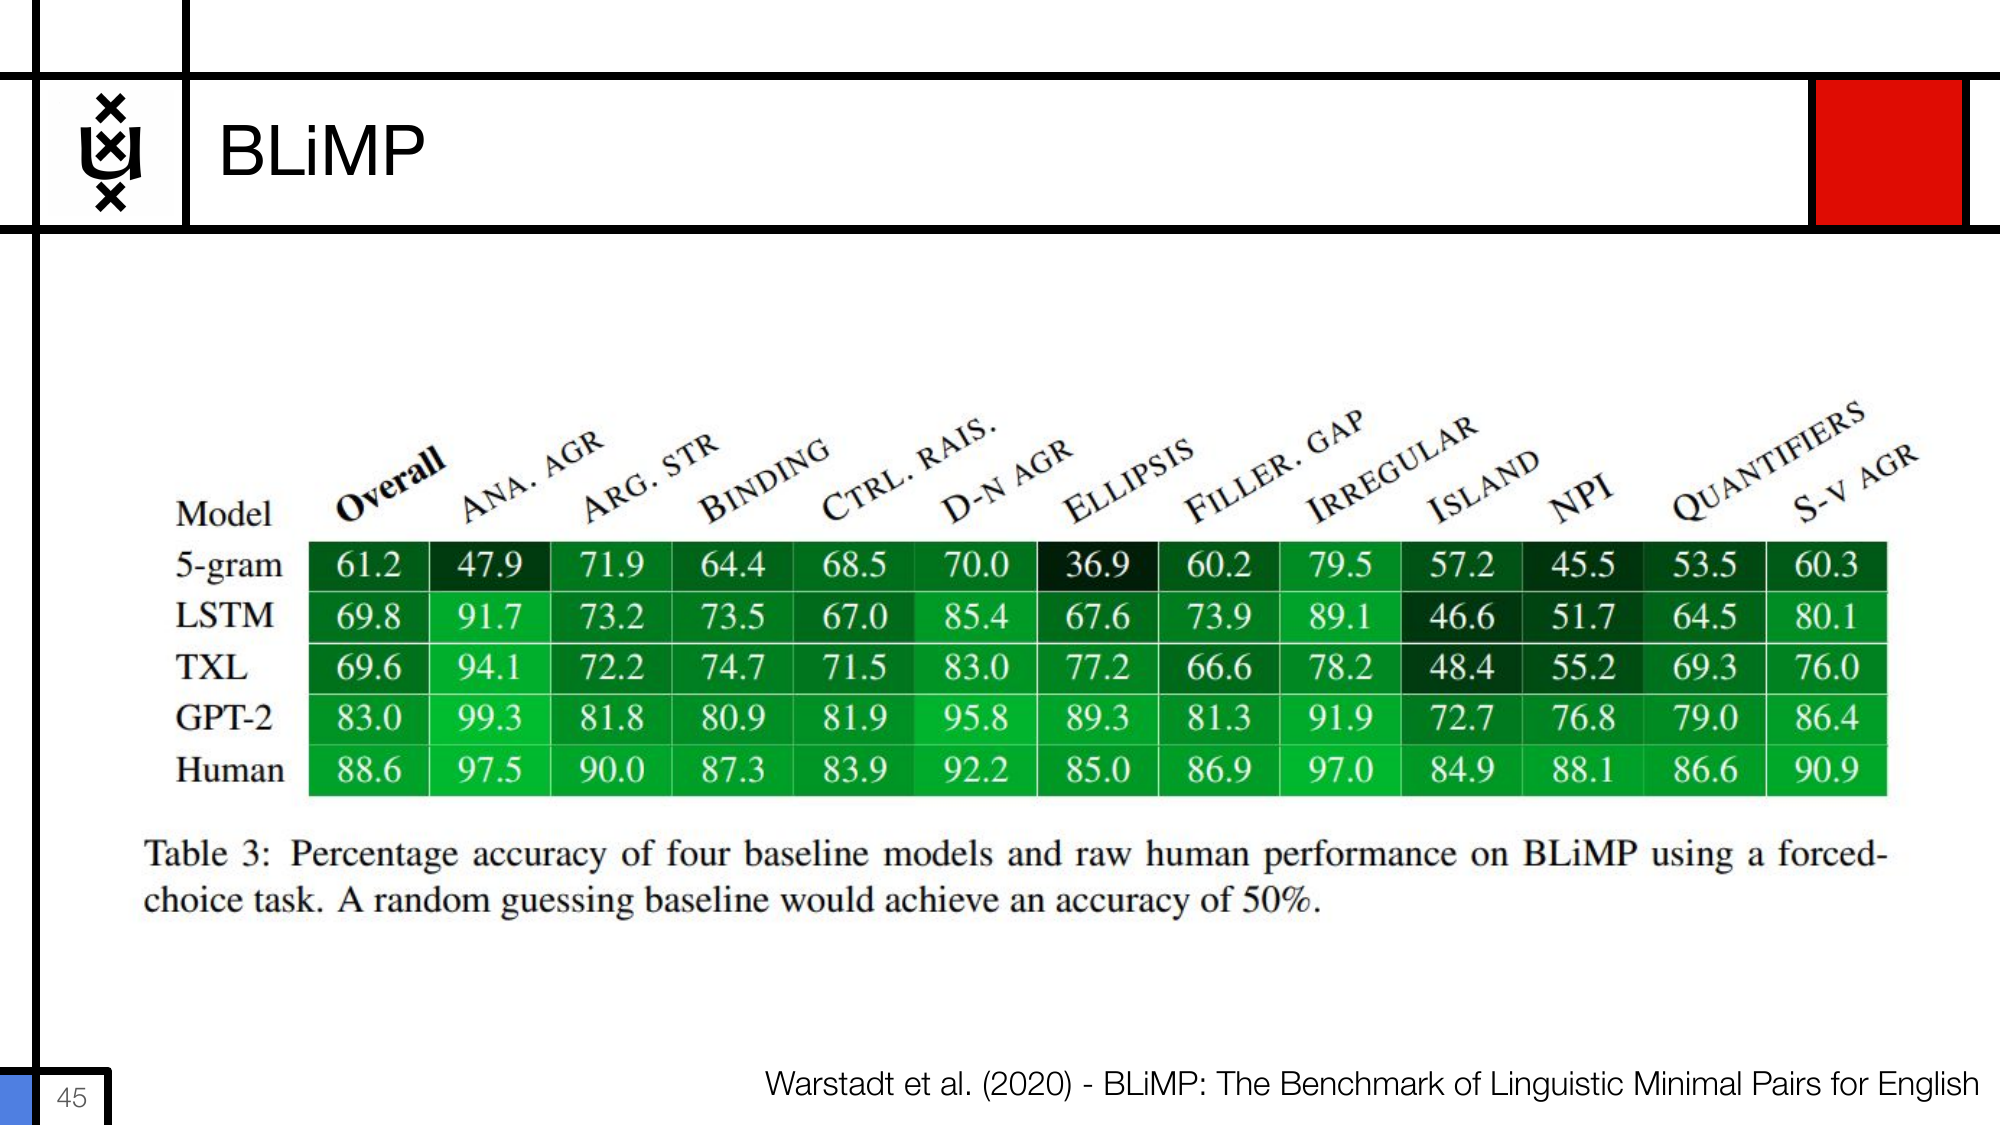 BLiMP
Model Overall ANA. AGR ARG. STR BINDING CTRL. RAIS. D-N AGR ELLIPSIS FILLER. GAP IRREGULAR ISLAND NPI QUANTIFIERS S-V AGR
5-gram 61.2 47.9 71.9 64.4 68.5 70.0 36.9 60.2 79.5 57.2 45.5 53.5 60.3
LSTM 69.8 91.7 73.2 73.5 67.0 85.4 67.6 73.9 89.1 46.6 51.7 64.5 80.1
TXL 69.6 94.1 72.2 74.7 71.5 83.0 77.2 66.6 78.2 48.4 55.2 69.3 76.0
GPT-2 83.0 99.3 81.8 80.9 81.9 95.8 89.3 81.3 91.9 72.7 76.8 79.0 86.4
Human 88.6 97.5 90.0 87.3 83.9 92.2 85.0 86.9 97.0 84.9 88.1 86.6 90.9
Table 3: Percentage accuracy of four baseline models and raw human performance on BLiMP using a forced-
choice task. A random guessing baseline would achieve an accuracy of 50%.
Warstadt et al. (2020) - BLiMP: The Benchmark of Linguistic Minimal Pairs for English
45